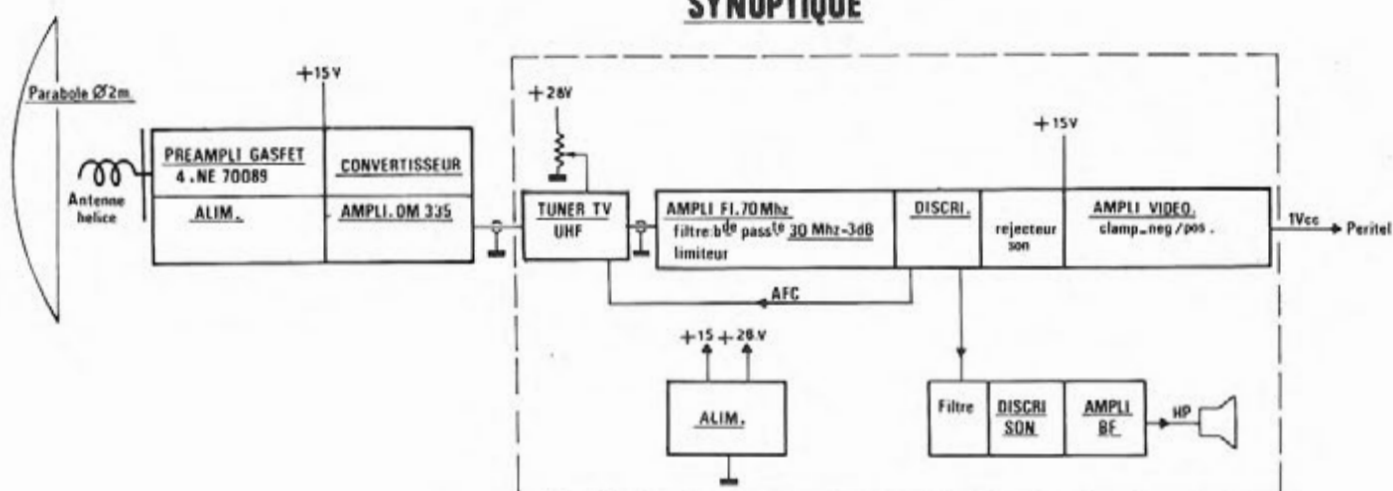 SYNOPTIQUE
Parabole Ø 2m.
+15V
Antenne
helice
PREAMPLI GASFET
4.NE 70089
CONVERTISSEUR
ALIM.
AMPLI. OM 335
+28V
TUNER TV
UHF
AMPLI FI.70Mhz
filtre:bde passte 30 Mhz-3dB
limiteur
DISCRI.
rejecteur
son
+15V
AMPLI VIDEO.
clamp_neg/pos.
1Vcc
Peritel
AFC
+15 +28.V
ALIM.
Filtre
DISCRI
SON
AMPLI
BF
HP